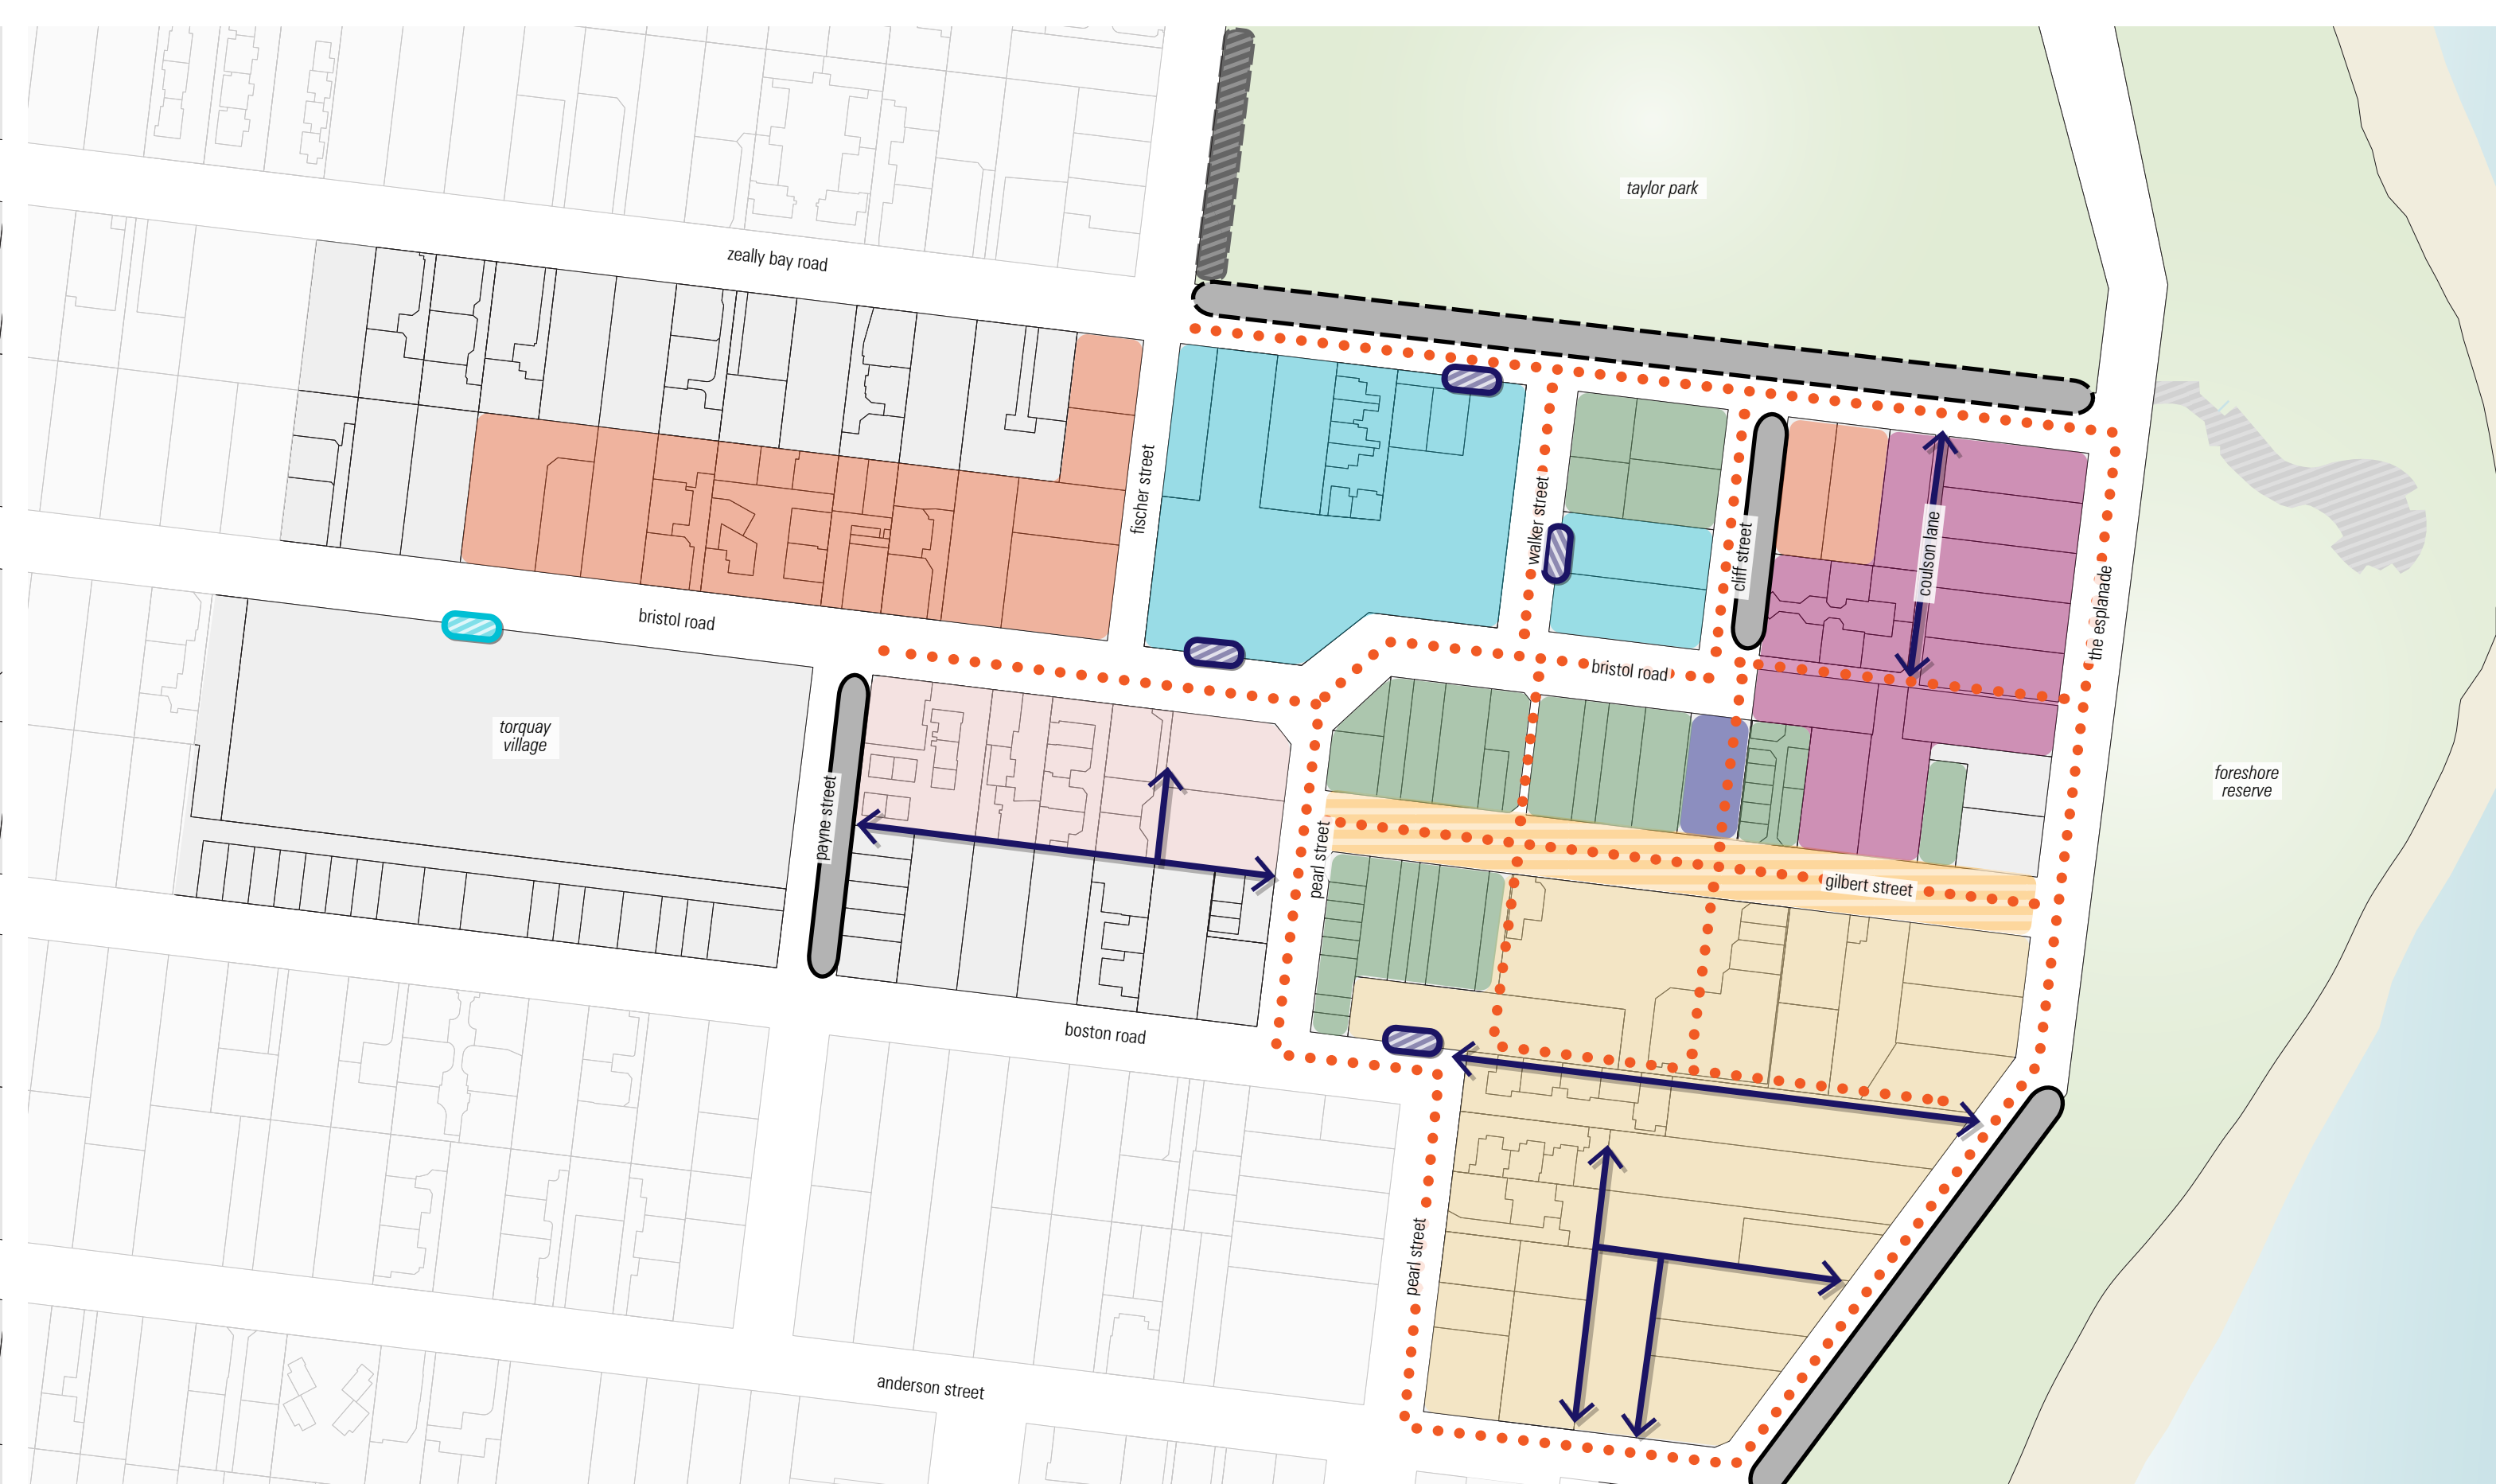 taylor park
zeally bay road
fischer street
walker street
cliff street
coulson lane
the esplanade
bristol road
bristol road
torquay
village
payne street
pearl street
gilbert street
foreshore
reserve
boston road
pearl street
anderson street